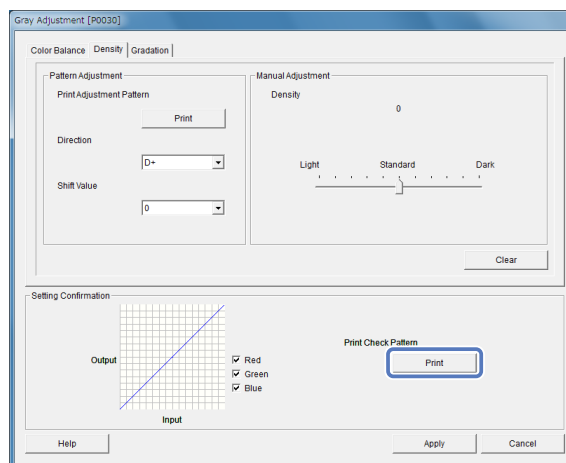 Gray Adjustment [P0030]
Color Balance Density Gradation
Pattern Adjustment
Print Adjustment Pattern
Print
Direction
D+
Shift Value
0
Manual Adjustment
Density
0
Light Standard Dark
Clear
Setting Confirmation
Output
Input
Red
Green
Blue
Print Check Pattern
Print
Help Apply Cancel